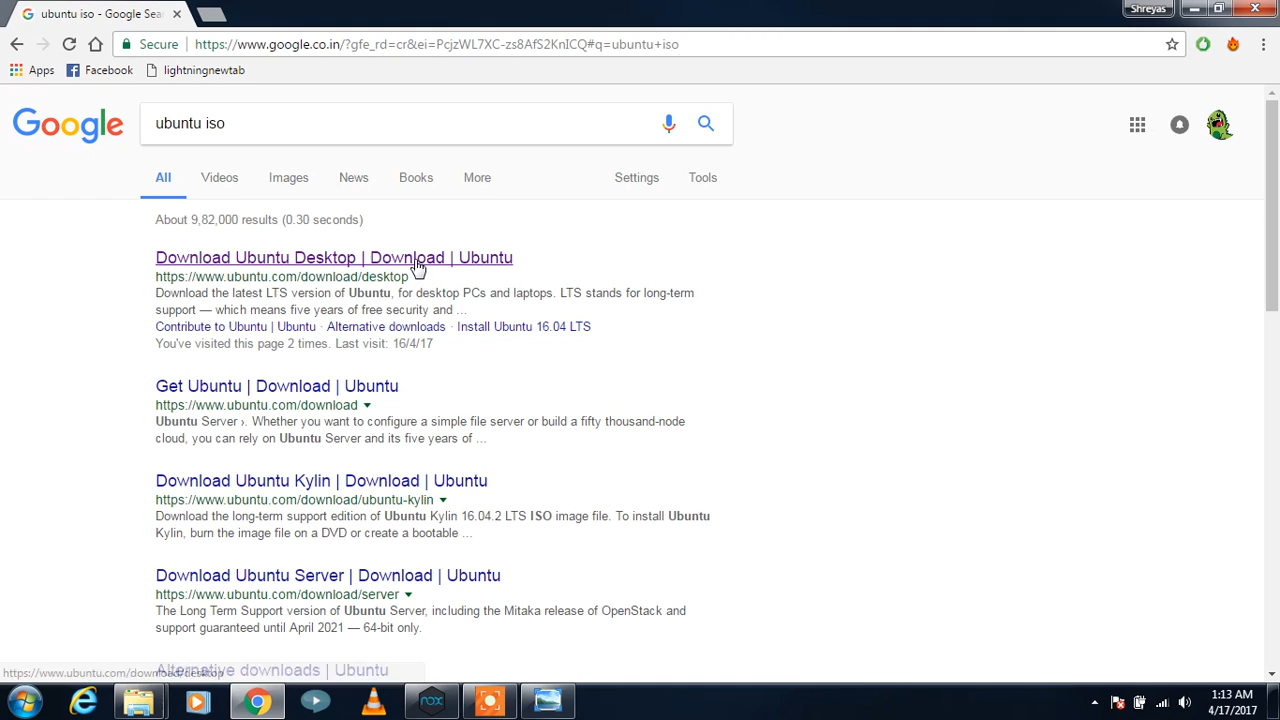 ubuntu iso - Google Sea
Shreyas
Secure https://www.google.co.in/?gfe_rd=cr&ei=PcjzWL7XC-zs8AfS2KnICQ#q=ubuntu+iso
Apps Facebook lightningnewtab
Google ubuntu iso
All Videos Images News Books More Settings Tools
About 9,82,000 results (0.30 seconds)
Download Ubuntu Desktop | Download | Ubuntu
https://www.ubuntu.com/download/desktop
Download the latest LTS version of Ubuntu, for desktop PCs and laptops. LTS stands for long-term
support — which means five years of free security and ...
Contribute to Ubuntu | Ubuntu · Alternative downloads · Install Ubuntu 16.04 LTS
You've visited this page 2 times. Last visit: 16/4/17
Get Ubuntu | Download | Ubuntu
https://www.ubuntu.com/download
Ubuntu Server ›. Whether you want to configure a simple file server or build a fifty thousand-node
cloud, you can rely on Ubuntu Server and its five years of ...
Download Ubuntu Kylin | Download | Ubuntu
https://www.ubuntu.com/download/ubuntu-kylin
Download the long-term support edition of Ubuntu Kylin 16.04.2 LTS ISO image file. To install Ubuntu
Kylin, burn the image file on a DVD or create a bootable ...
Download Ubuntu Server | Download | Ubuntu
https://www.ubuntu.com/download/server
The Long Term Support version of Ubuntu Server, including the Mitaka release of OpenStack and
support guaranteed until April 2021 — 64-bit only.
Alternative downloads | Ubuntu
https://www.ubuntu.com/download/desktop
nox
1:13 AM
4/17/2017